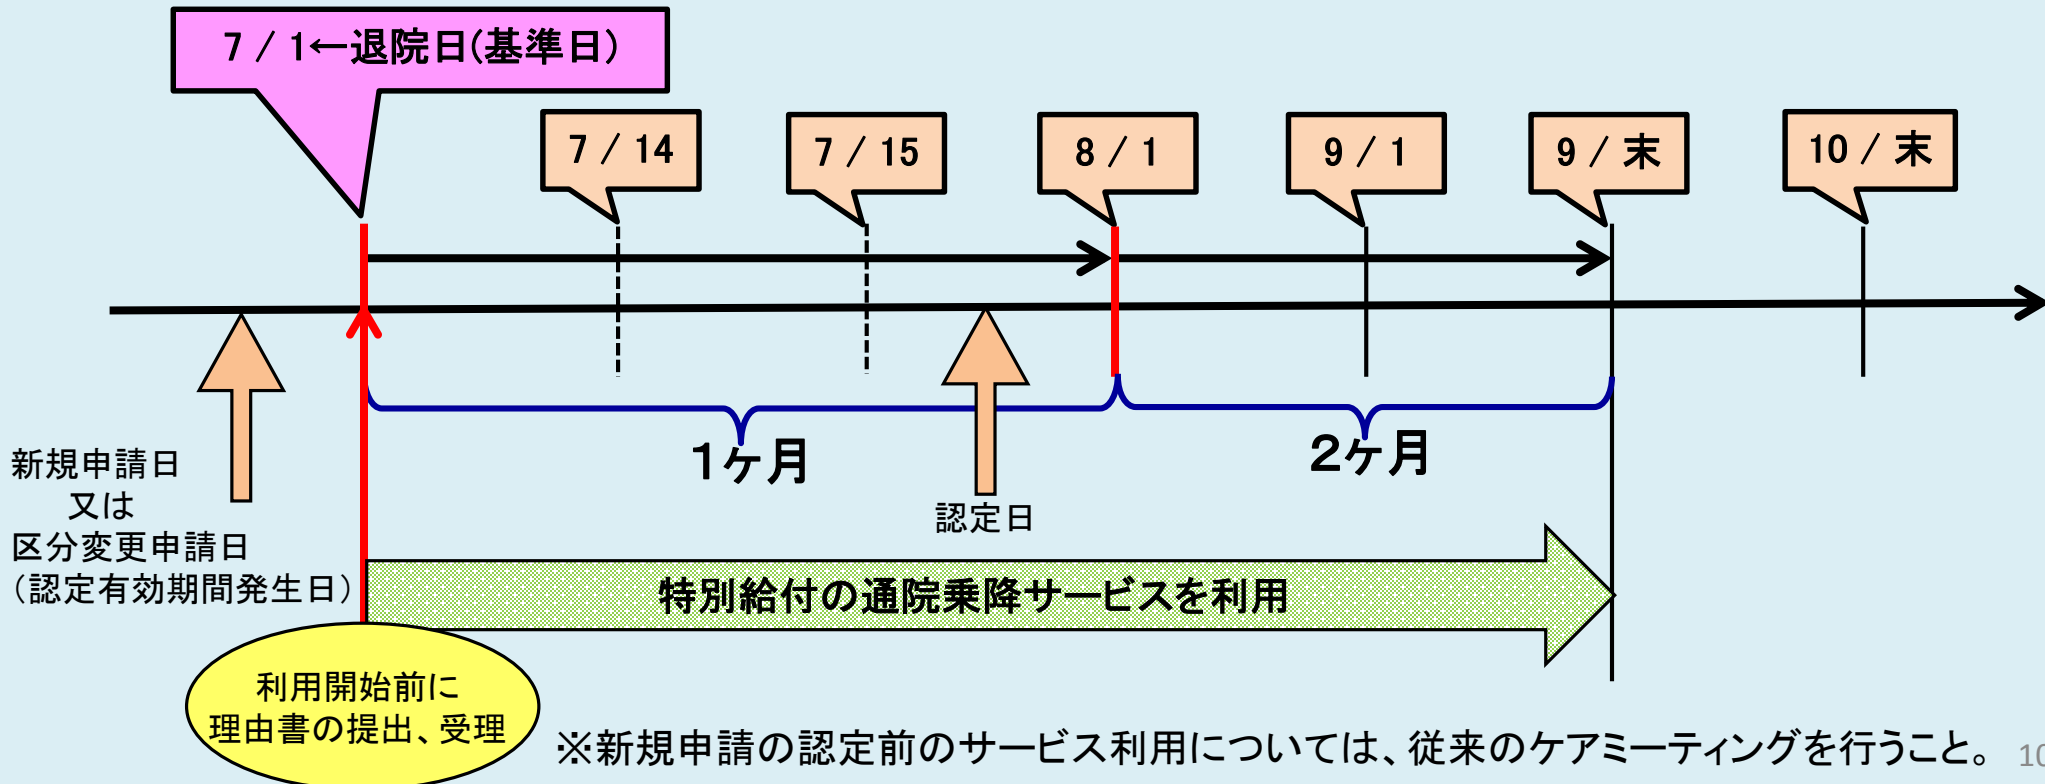 7 / 1←退院日(基準日)
7 / 14
7 / 15
8 / 1
9 / 1
9 / 末
10 / 末
1ヶ月
2ヶ月
新規申請日
又は
区分変更申請日
(認定有効期間発生日)
認定日
特別給付の通院乗降サービスを利用
利用開始前に
理由書の提出、受理
※新規申請の認定前のサービス利用については、従来のケアミーティングを行うこと。
10